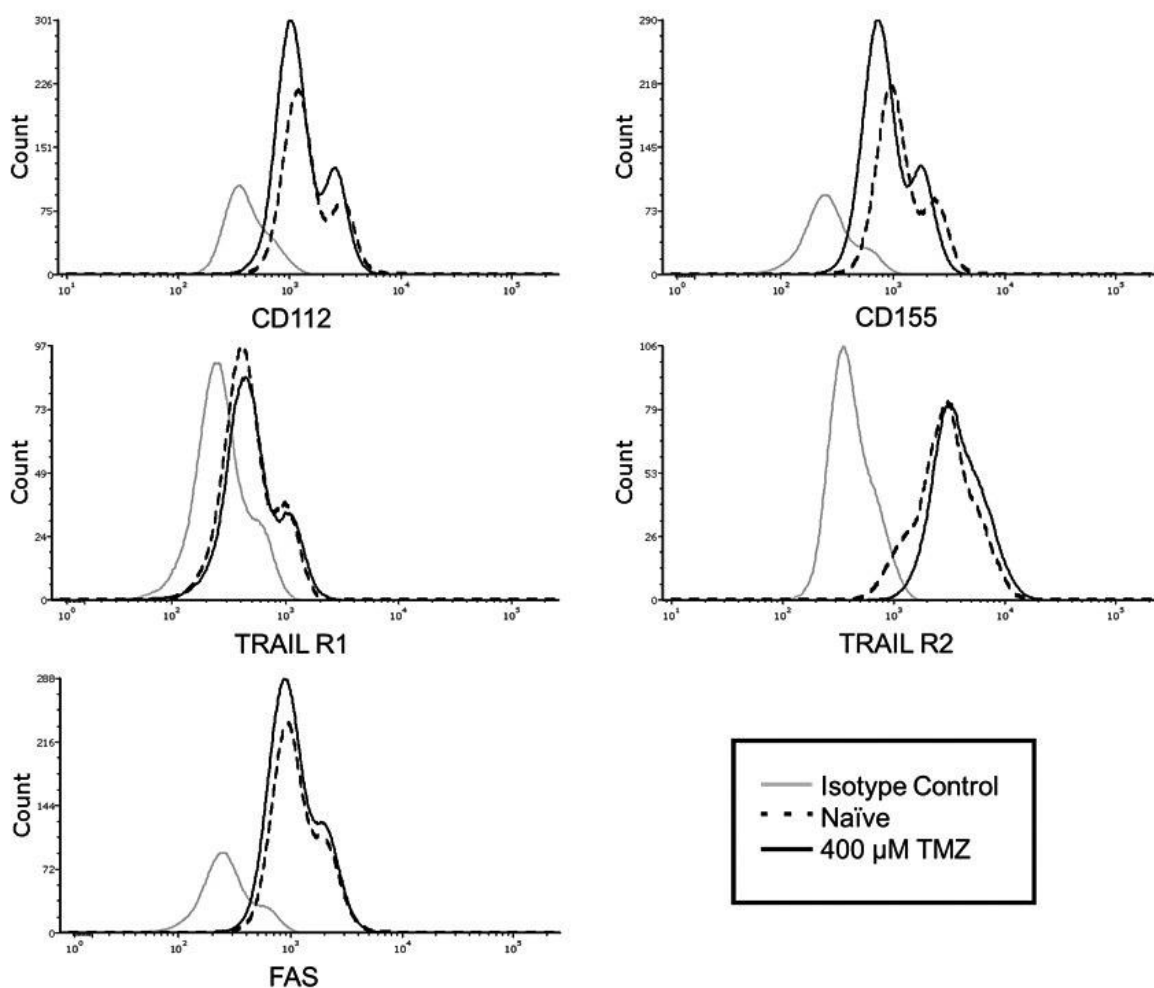 301
226
151
75
0
Count
10¹ 10² 10³ 10⁴ 10⁵
CD112
290
218
145
73
0
Count
10⁰ 10² 10³ 10⁴ 10⁵
CD155
97
73
49
24
0
Count
10⁰ 10² 10³ 10⁴ 10⁵
TRAIL R1
106
79
53
26
0
Count
10 10² 10³ 10⁴ 10⁵
TRAIL R2
288
216
144
72
0
Count
10⁰ 10² 10³ 10⁴ 10⁵
FAS
Isotype Control
Naïve
400 µM TMZ